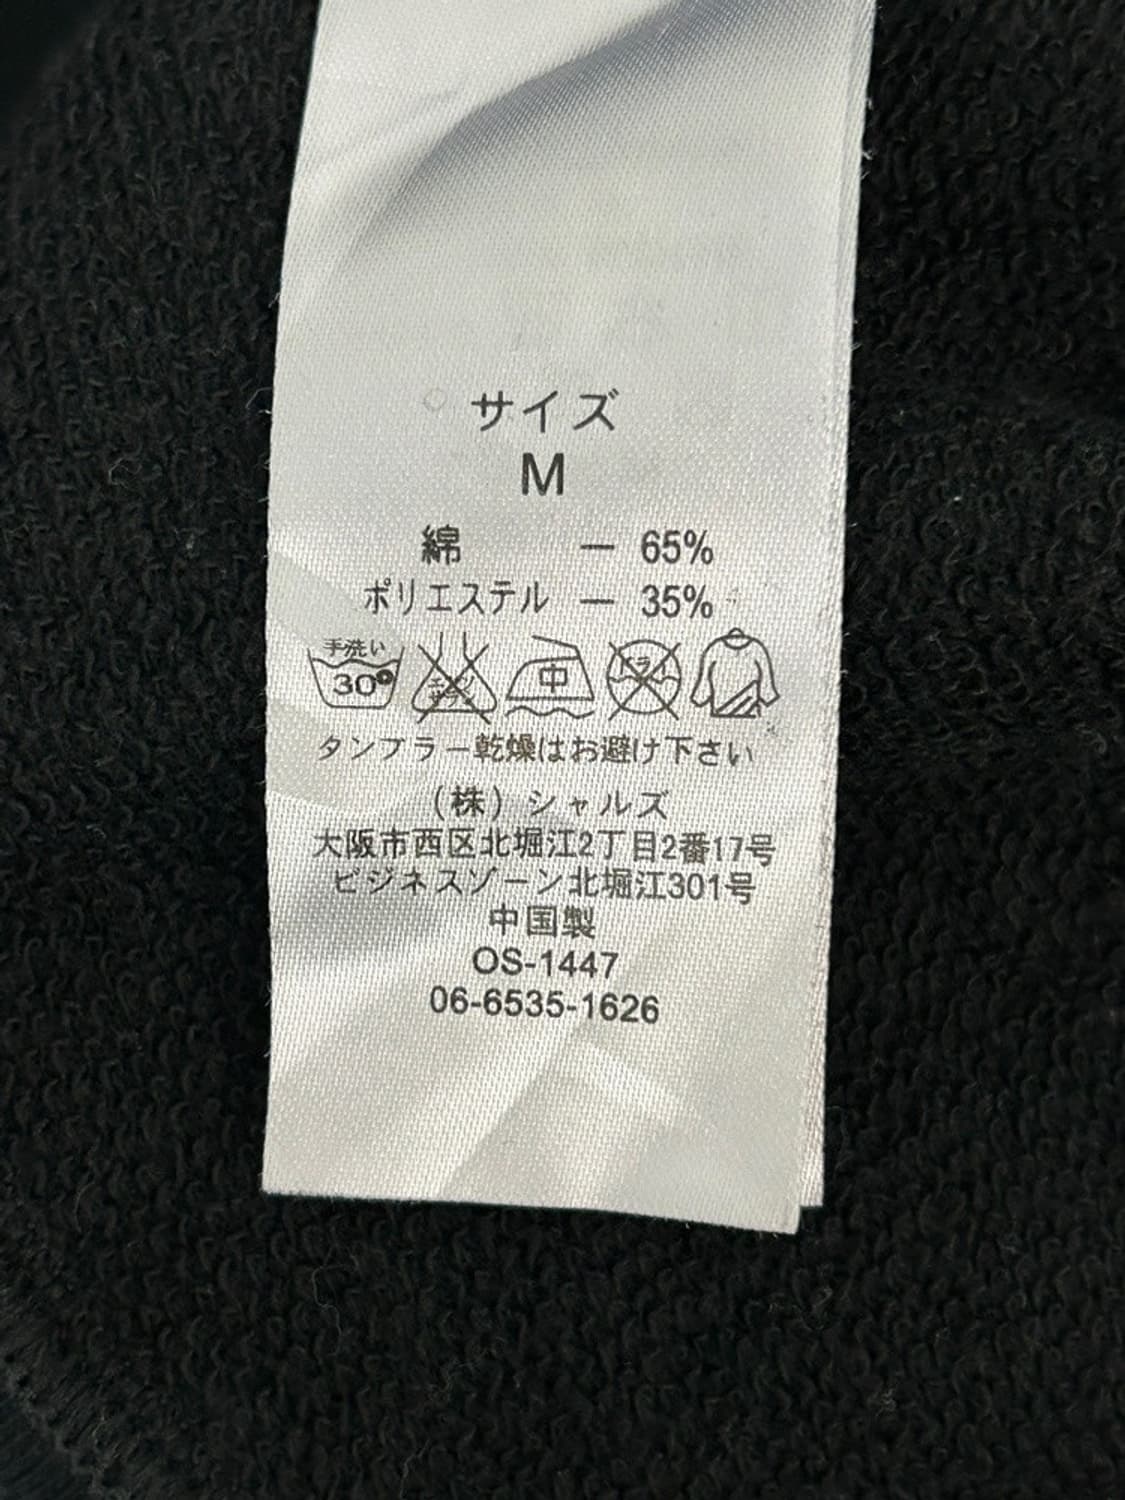 サイズ
M
綿 — 65%
ポリエステル — 35%
手洗い
30°
中
ドライ
タンブラー乾燥はお避け下さい
(株) シャルズ
大阪市西区北堀江2丁目2番17号
ビジネスゾーン北堀江301号
中国製
OS-1447
06-6535-1626